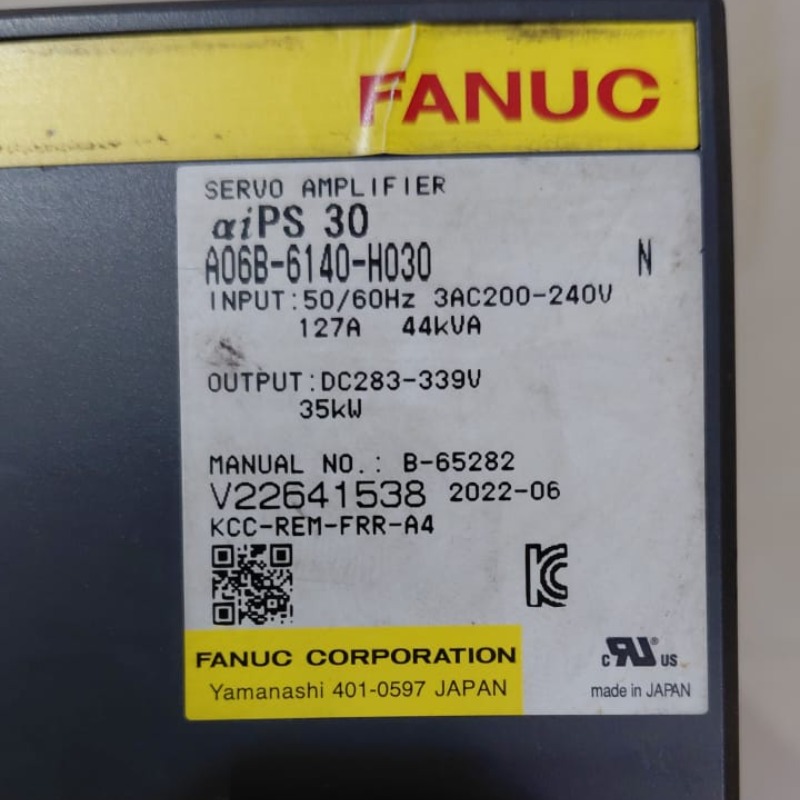 FANUC
SERVO AMPLIFIER
αiPS 30
A06B-6140-H030 N
INPUT:50/60Hz 3AC200-240V
127A 44kVA
OUTPUT:DC283-339V
35kW
MANUAL NO.: B-65282
V22641538 2022-06
KCC-REM-FRR-A4
FANUC CORPORATION
Yamanashi 401-0597 JAPAN
c RU® US
made in JAPAN